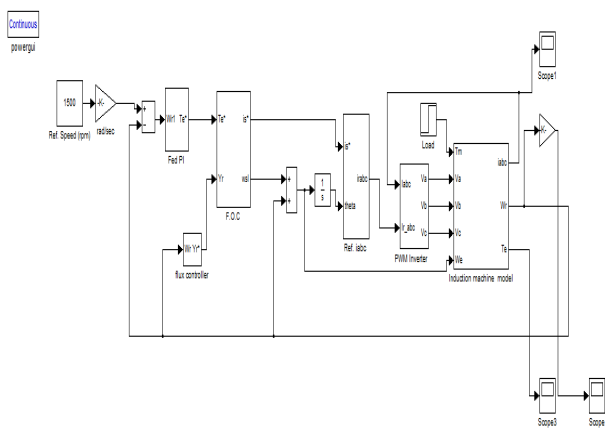 Continuous
powergui
1500
Ref. Speed (rpm)
-K-
rad/sec
+
−
Wr1 Te*
Fed PI
Te* is*
Yr wsl
F.O.C
Wr Yr*
flux controller
+
+
1
s
is* irabc
theta
Ref. iabc
Iabc Va
Vb
Ir_abc Vc
PWM Inverter
Load
Tm iabc
Va
Vb Wr
Vc
We Te
Induction machine model
-K-
Scope1
Scope3
Scope